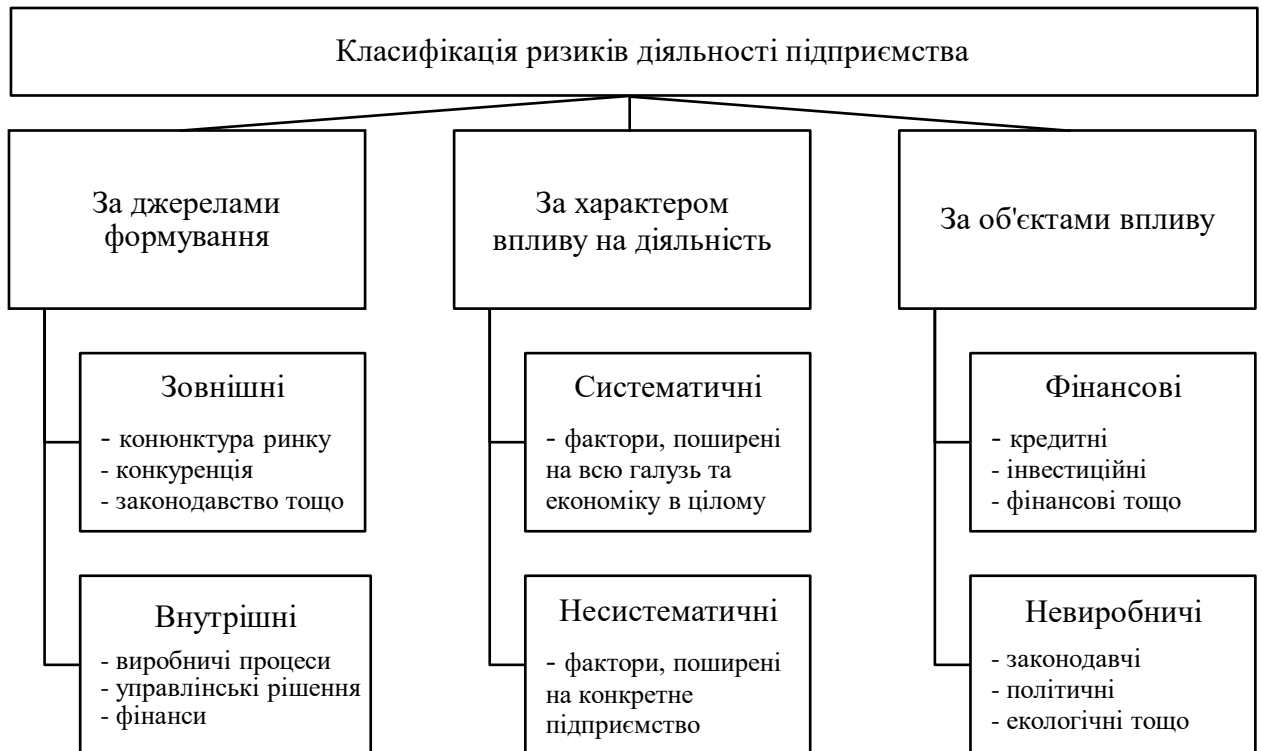 Класифікація ризиків діяльності підприємства
За джерелами
формування
Зовнішні
- конюнктура ринку
- конкуренція
- законодавство тощо
Внутрішні
- виробничі процеси
- управлінські рішення
- фінанси
За характером
впливу на діяльність
Систематичні
- фактори, поширені
на всю галузь та
економіку в цілому
Несистематичні
- фактори, поширені
на конкретне
підприємство
За об'єктами впливу
Фінансові
- кредитні
- інвестиційні
- фінансові тощо
Невиробничі
- законодавчі
- політичні
- екологічні тощо